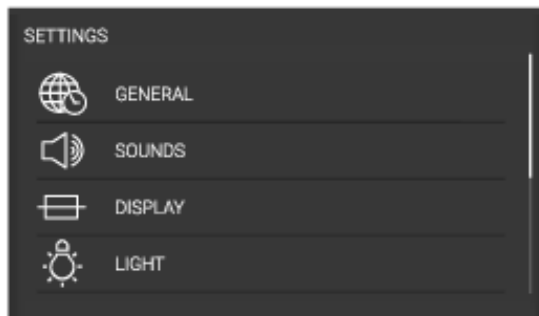 SETTINGS
GENERAL
SOUNDS
DISPLAY
LIGHT